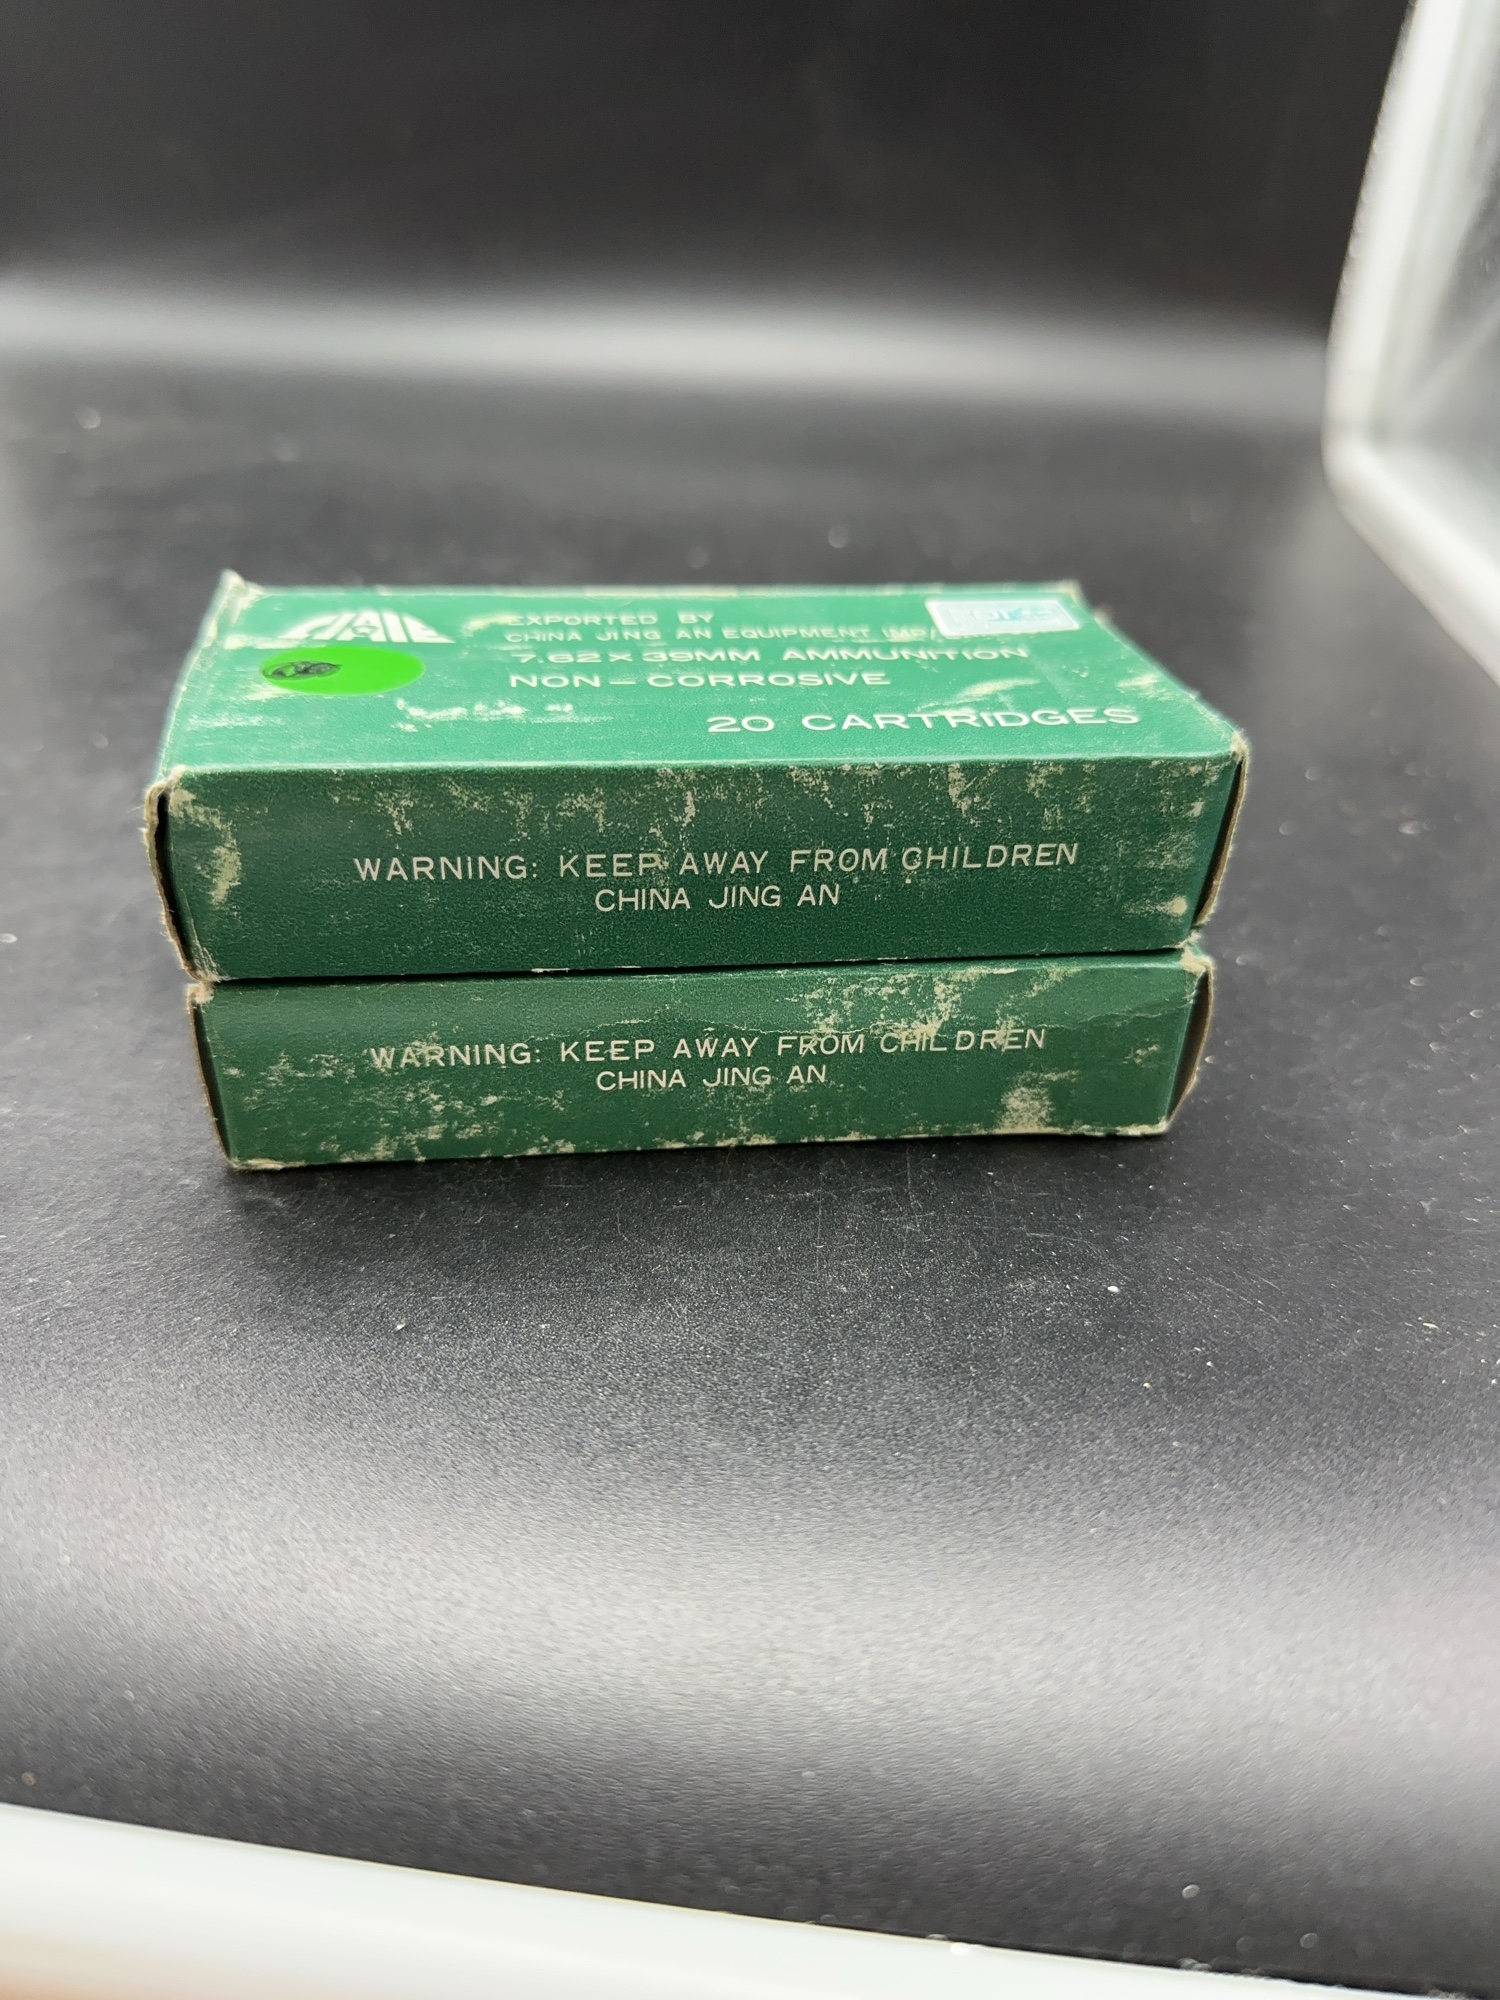 EXPORTED BY
CHINA JING AN EQUIPMENT IMP/
7.62 × 39MM AMMUNITION
NON-CORROSIVE
20 CARTRIDGES
WARNING: KEEP AWAY FROM CHILDREN
CHINA JING AN
WARNING: KEEP AWAY FROM CHILDREN
CHINA JING AN